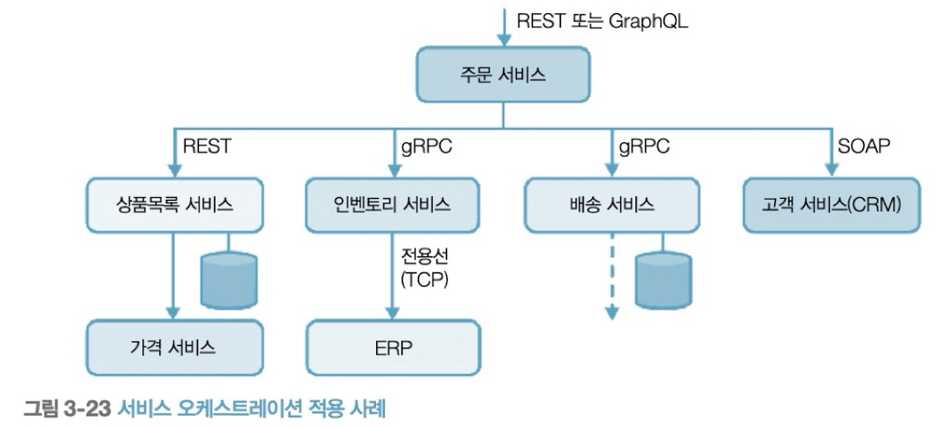 REST 또는 GraphQL
주문 서비스
REST
gRPC
gRPC
SOAP
상품목록 서비스
인벤토리 서비스
배송 서비스
고객 서비스(CRM)
전용선
(TCP)
가격 서비스
ERP
그림 3-23 서비스 오케스트레이션 적용 사례